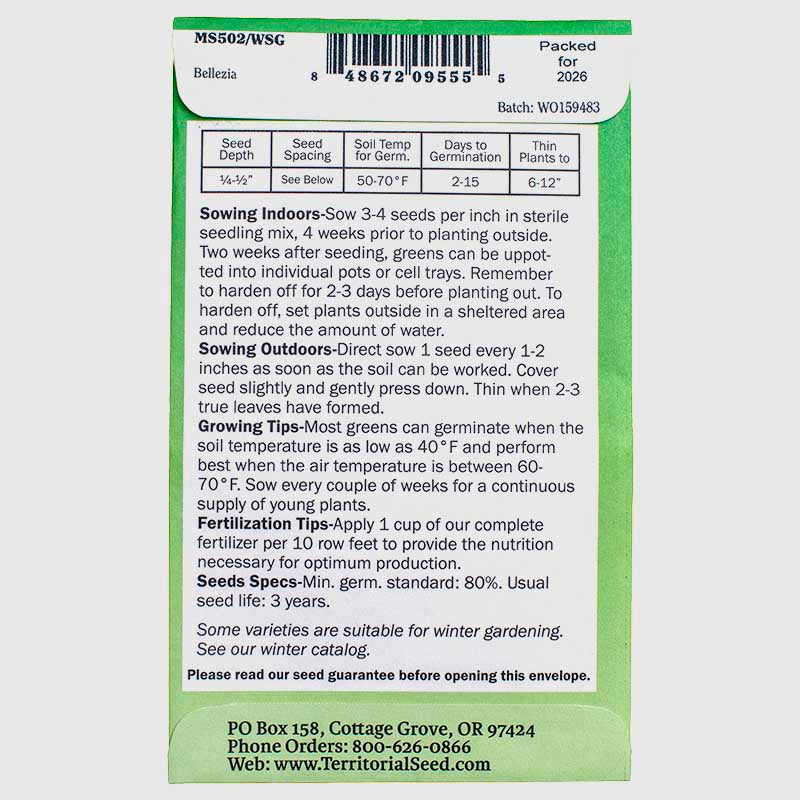 MS502/WSG
Bellezia
8 48672 09555 5
Packed
for
2026
Batch: WO159483
Seed Depth | Seed Spacing | Soil Temp for Germ. | Days to Germination | Thin Plants to
¼-½" | See Below | 50-70°F | 2-15 | 6-12"
Sowing Indoors-Sow 3-4 seeds per inch in sterile
seedling mix, 4 weeks prior to planting outside.
Two weeks after seeding, greens can be uppot-
ted into individual pots or cell trays. Remember
to harden off for 2-3 days before planting out. To
harden off, set plants outside in a sheltered area
and reduce the amount of water.
Sowing Outdoors-Direct sow 1 seed every 1-2
inches as soon as the soil can be worked. Cover
seed slightly and gently press down. Thin when 2-3
true leaves have formed.
Growing Tips-Most greens can germinate when the
soil temperature is as low as 40°F and perform
best when the air temperature is between 60-
70°F. Sow every couple of weeks for a continuous
supply of young plants.
Fertilization Tips-Apply 1 cup of our complete
fertilizer per 10 row feet to provide the nutrition
necessary for optimum production.
Seeds Specs-Min. germ. standard: 80%. Usual
seed life: 3 years.
Some varieties are suitable for winter gardening.
See our winter catalog.
Please read our seed guarantee before opening this envelope.
PO Box 158, Cottage Grove, OR 97424
Phone Orders: 800-626-0866
Web: www.TerritorialSeed.com